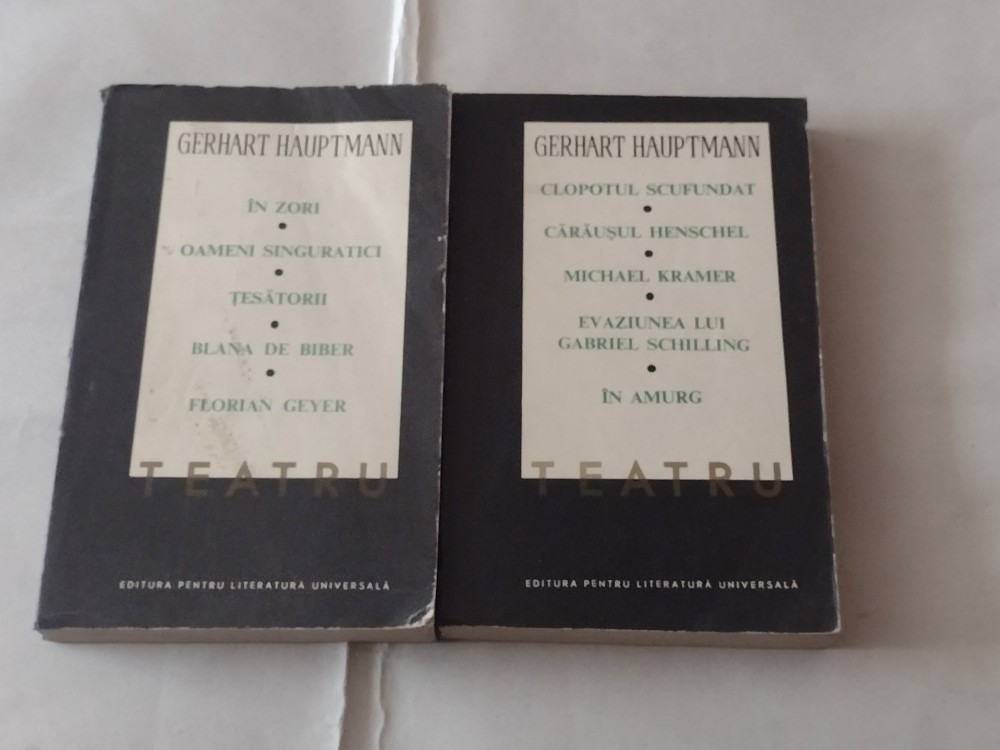 GERHART HAUPTMANN
ÎN ZORI
OAMENI SINGURATICI
ȚESĂTORII
BLANA DE BIBER
FLORIAN GEYER
TEATRU
EDITURA PENTRU LITERATURĂ UNIVERSALĂ
GERHART HAUPTMANN
CLOPOTUL SCUFUNDAT
CĂRĂUȘUL HENSCHEL
MICHAEL KRAMER
EVAZIUNEA LUI
GABRIEL SCHILLING
ÎN AMURG
TEATRU
EDITURA PENTRU LITERATURĂ UNIVERSALĂ